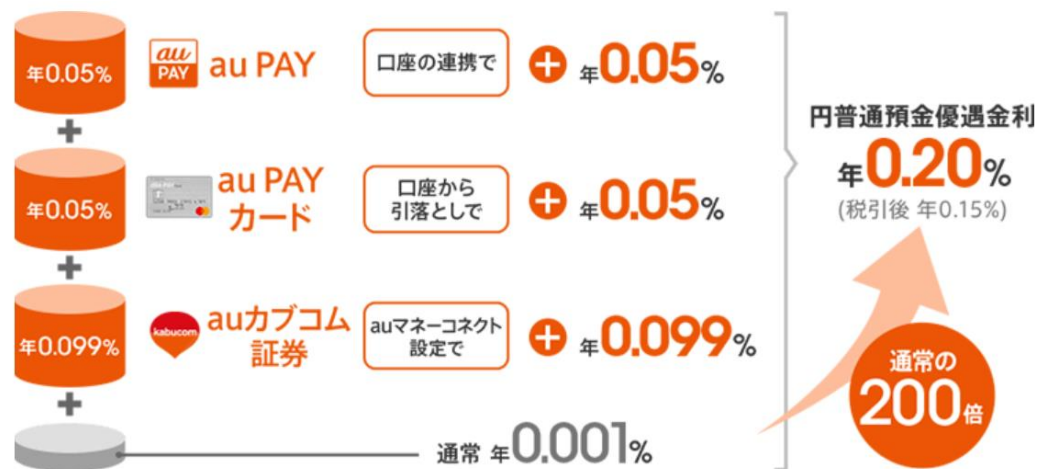 年0.05%
au
PAY
au PAY
口座の連携で
+ 年0.05%
+
年0.05%
au PAY
カード
口座から
引落としで
+ 年0.05%
+
年0.099%
kabucom
auカブコム
証券
auマネーコネクト
設定で
+ 年0.099%
+
通常 年0.001%
円普通預金優遇金利
年0.20%
(税引後 年0.15%)
通常の
200倍